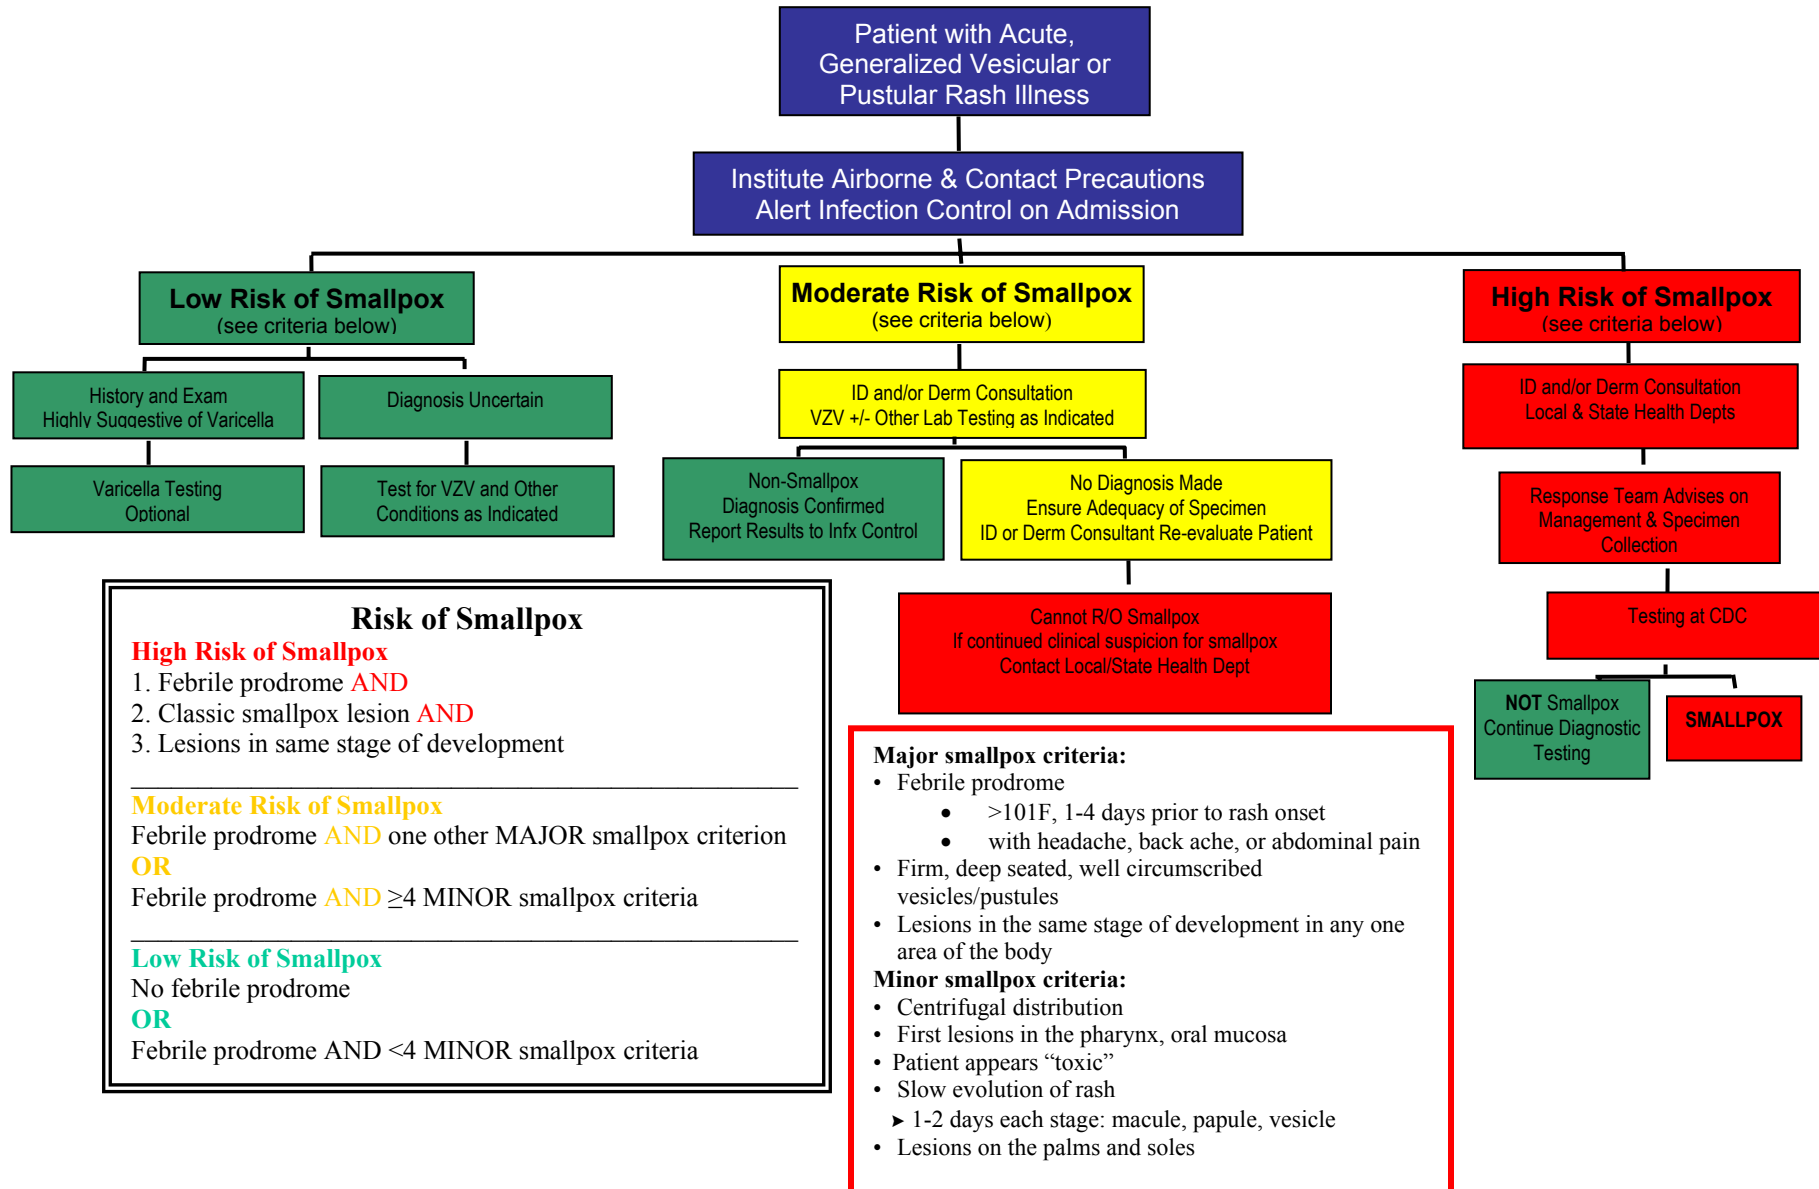 Patient with Acute,
Generalized Vesicular or
Pustular Rash Illness
Institute Airborne & Contact Precautions
Alert Infection Control on Admission
Low Risk of Smallpox
(see criteria below)
Moderate Risk of Smallpox
(see criteria below)
High Risk of Smallpox
(see criteria below)
History and Exam
Highly Suggestive of Varicella
Diagnosis Uncertain
ID and/or Derm Consultation
VZV +/- Other Lab Testing as Indicated
ID and/or Derm Consultation
Local & State Health Depts
Varicella Testing
Optional
Test for VZV and Other
Conditions as Indicated
Non-Smallpox
Diagnosis Confirmed
Report Results to Infx Control
No Diagnosis Made
Ensure Adequacy of Specimen
ID or Derm Consultant Re-evaluate Patient
Response Team Advises on
Management & Specimen
Collection
Cannot R/O Smallpox
If continued clinical suspicion for smallpox
Contact Local/State Health Dept
Testing at CDC
NOT Smallpox
Continue Diagnostic
Testing
SMALLPOX
Risk of Smallpox
High Risk of Smallpox
1. Febrile prodrome AND
2. Classic smallpox lesion AND
3. Lesions in same stage of development
Moderate Risk of Smallpox
Febrile prodrome AND one other MAJOR smallpox criterion
OR
Febrile prodrome AND ≥4 MINOR smallpox criteria
Low Risk of Smallpox
No febrile prodrome
OR
Febrile prodrome AND <4 MINOR smallpox criteria
Major smallpox criteria:
• Febrile prodrome
• >101F, 1-4 days prior to rash onset
• with headache, back ache, or abdominal pain
• Firm, deep seated, well circumscribed
vesicles/pustules
• Lesions in the same stage of development in any one
area of the body
Minor smallpox criteria:
• Centrifugal distribution
• First lesions in the pharynx, oral mucosa
• Patient appears “toxic”
• Slow evolution of rash
➤ 1-2 days each stage: macule, papule, vesicle
• Lesions on the palms and soles